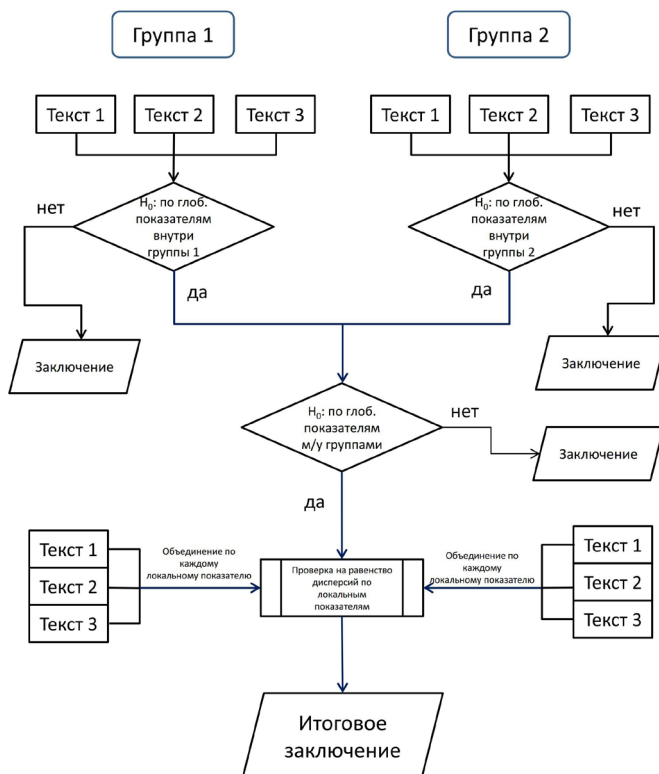 Группа 1
Группа 2
Текст 1
Текст 2
Текст 3
Текст 1
Текст 2
Текст 3
нет
H₀: по глоб.
показателям
внутри
группы 1
H₀: по глоб.
показателям
внутри
группы 2
нет
да
да
Заключение
Заключение
H₀: по глоб.
показателям
м/у группами
нет
Заключение
да
Текст 1
Текст 2
Текст 3
Объединение по
каждому
локальному показателю
Проверка на равенство
дисперсий по
локальным
показателям
Объединение по
каждому
локальному показателю
Текст 1
Текст 2
Текст 3
Итоговое
заключение